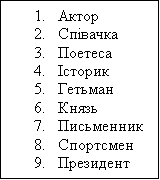 1. Актор
2. Співачка
3. Поетеса
4. Історик
5. Гетьман
6. Князь
7. Письменник
8. Спортсмен
9. Президент